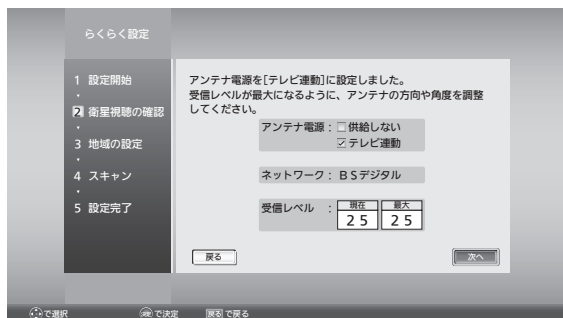 らくらく設定
1 設定開始
2 衛星視聴の確認
3 地域の設定
4 スキャン
5 設定完了
アンテナ電源を[テレビ連動]に設定しました。
受信レベルが最大になるように、アンテナの方向や角度を調整
してください。
アンテナ電源：□供給しない
☑テレビ連動
ネットワーク：BSデジタル
受信レベル ： 現在 最大
25 25
戻る 次へ
で選択 決定 で決定 戻る で戻る